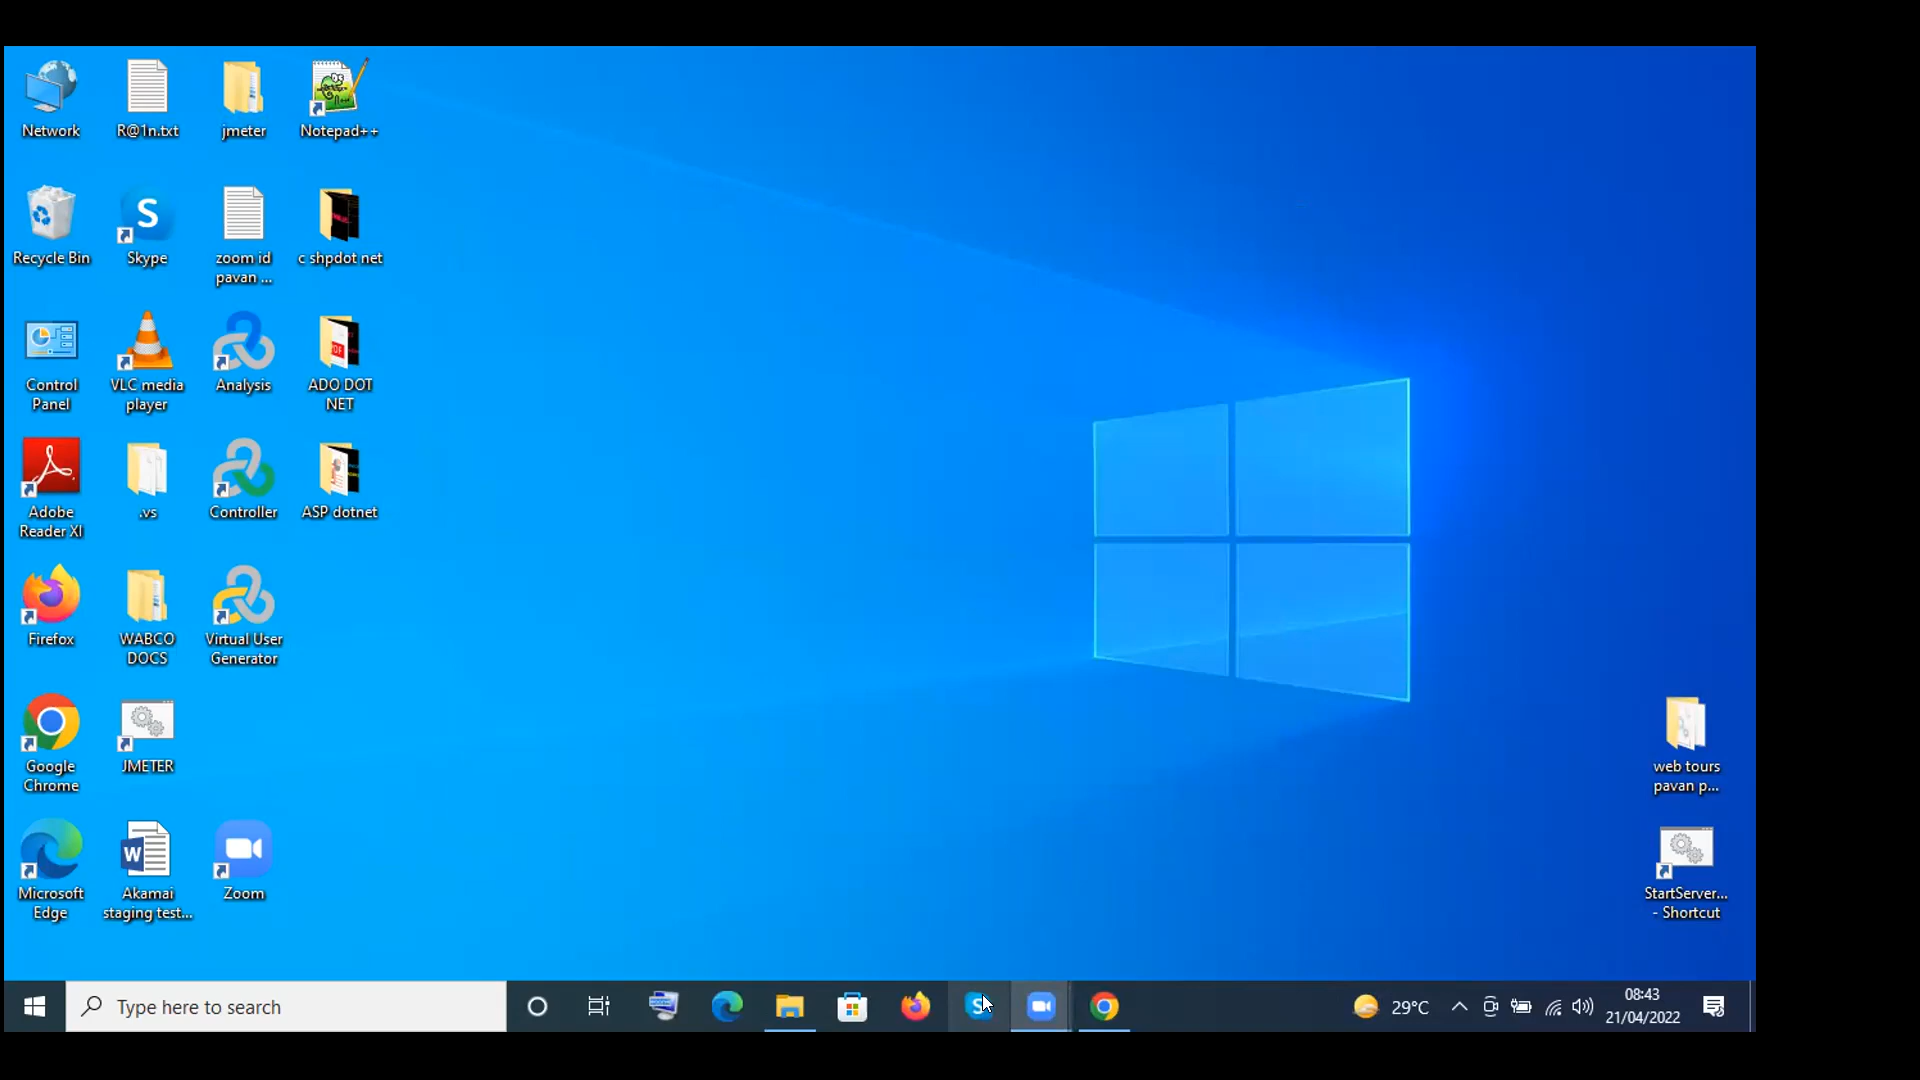 Network
R@1n.txt
jmeter
Notepad++
Recycle Bin
Skype
zoom id
pavan ...
c shpdot net
Control
Panel
VLC media
player
Analysis
ADO DOT
NET
Adobe
Reader XI
.vs
Controller
ASP dotnet
Firefox
WABCO
DOCS
Virtual User
Generator
Google
Chrome
JMETER
web tours
pavan p...
Microsoft
Edge
Akamai
staging test...
Zoom
StartServer...
- Shortcut
Type here to search
29°C
08:43
21/04/2022